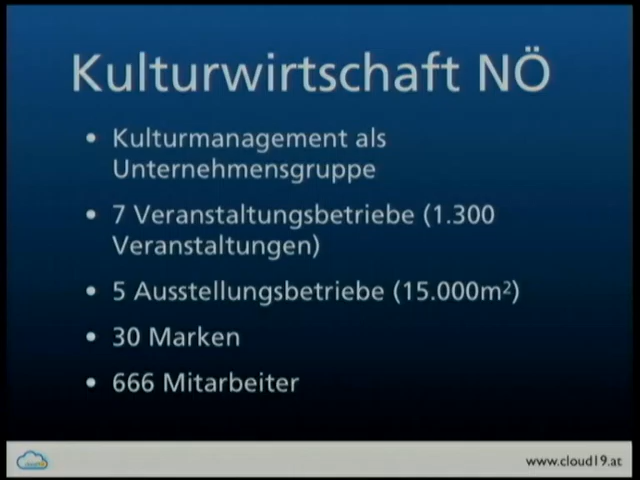 Kulturwirtschaft NÖ
• Kulturmanagement als
Unternehmensgruppe
• 7 Veranstaltungsbetriebe (1.300
Veranstaltungen)
• 5 Ausstellungsbetriebe (15.000m²)
• 30 Marken
• 666 Mitarbeiter
cloud19
www.cloud19.at